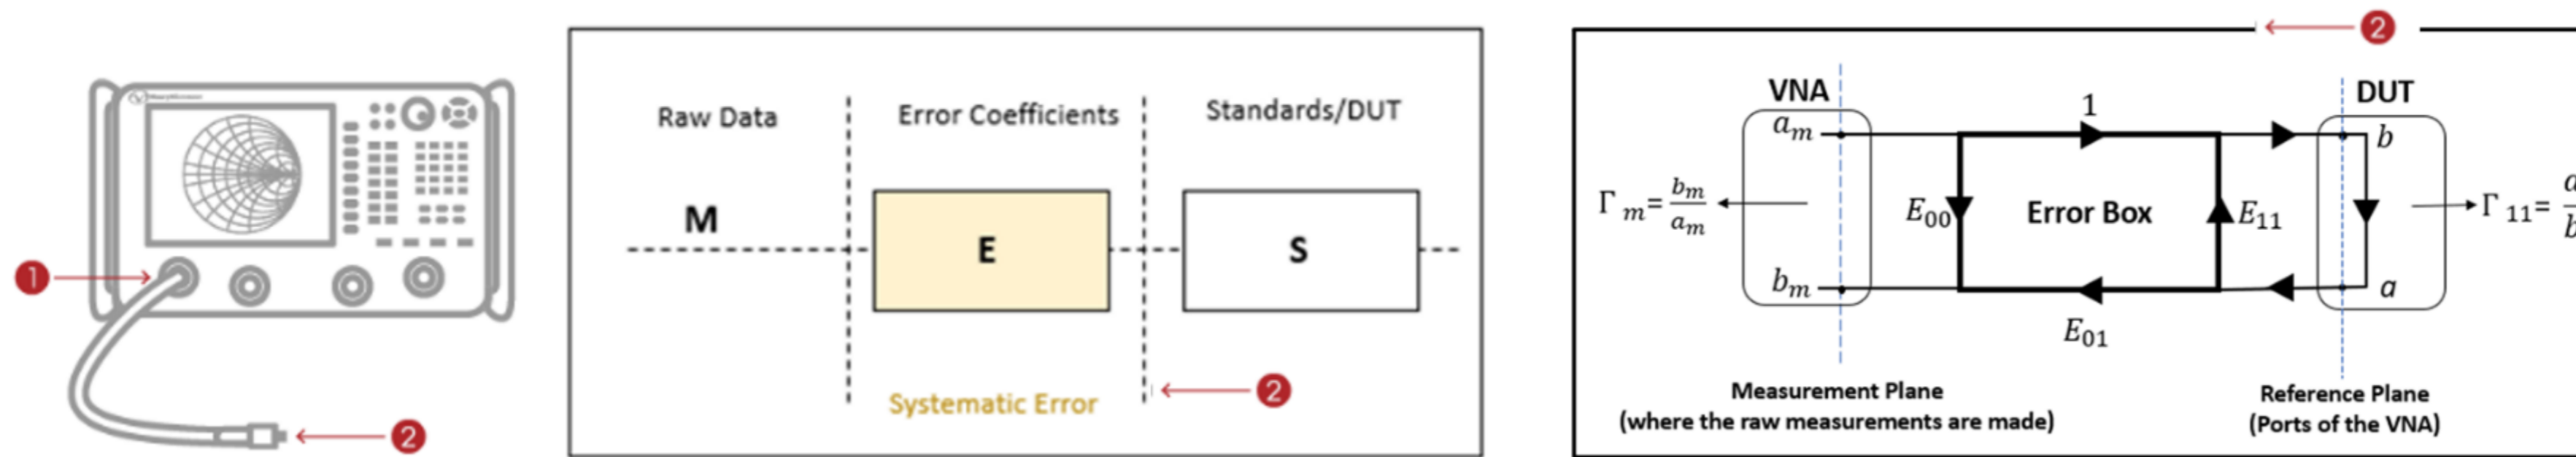 1
2
Raw Data
Error Coefficients
Standards/DUT
M
E
S
Systematic Error
2
2
VNA
DUT
a_m
1
b
Γ_m = b_m/a_m
E_00
Error Box
E_11
Γ_11 = a/b
b_m
a
E_01
Measurement Plane
(where the raw measurements are made)
Reference Plane
(Ports of the VNA)